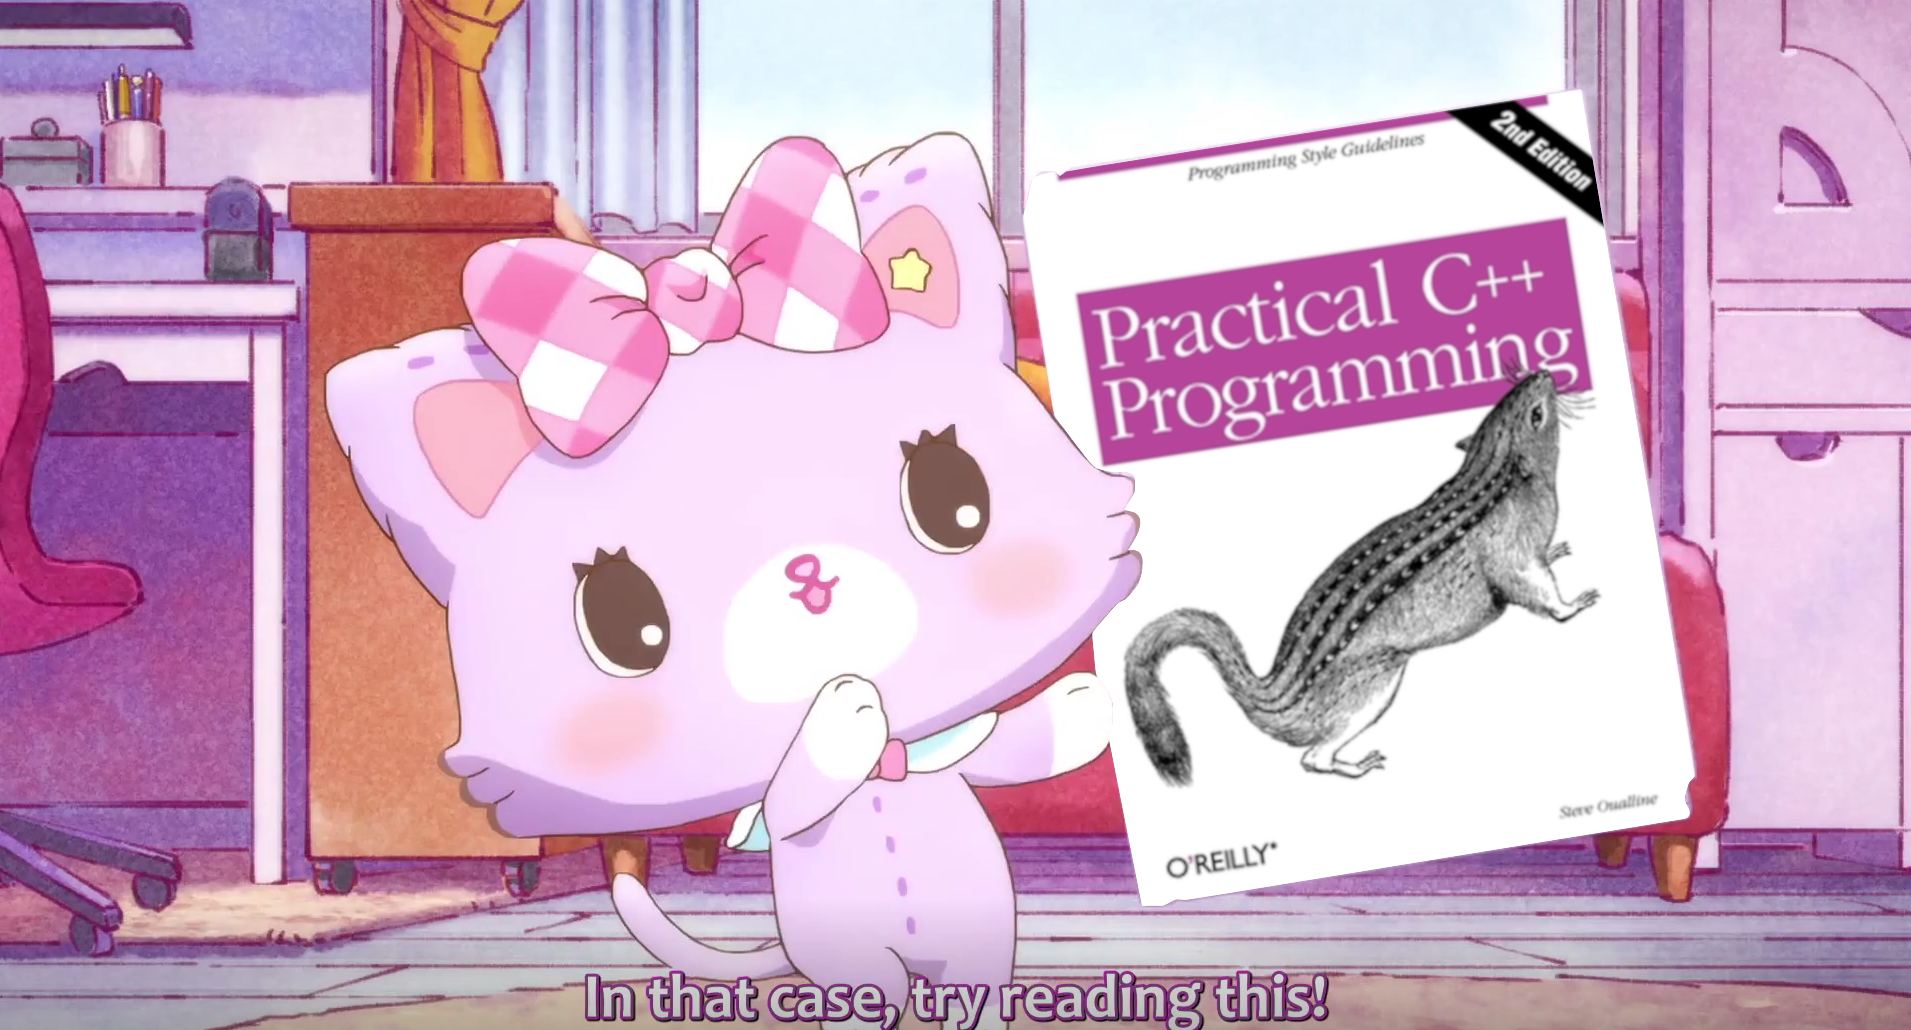 Programming Style Guidelines
2nd Edition
Practical C++
Programming
Steve Oualline
O'REILLY®
In that case, try reading this!